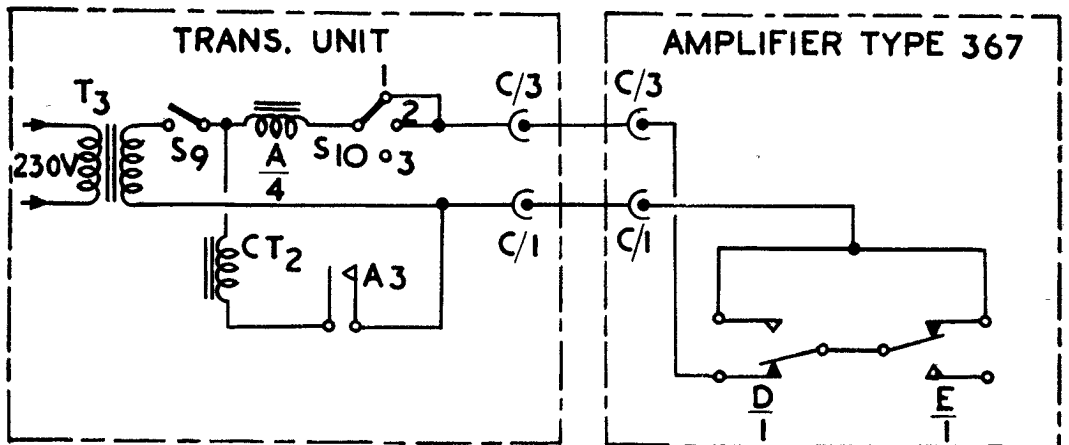 TRANS. UNIT
AMPLIFIER TYPE 367
T3
230V
S9
A
4
S10
1
2
3
C/3
C/3
C/1
C/1
CT2
A3
D
1
E
1